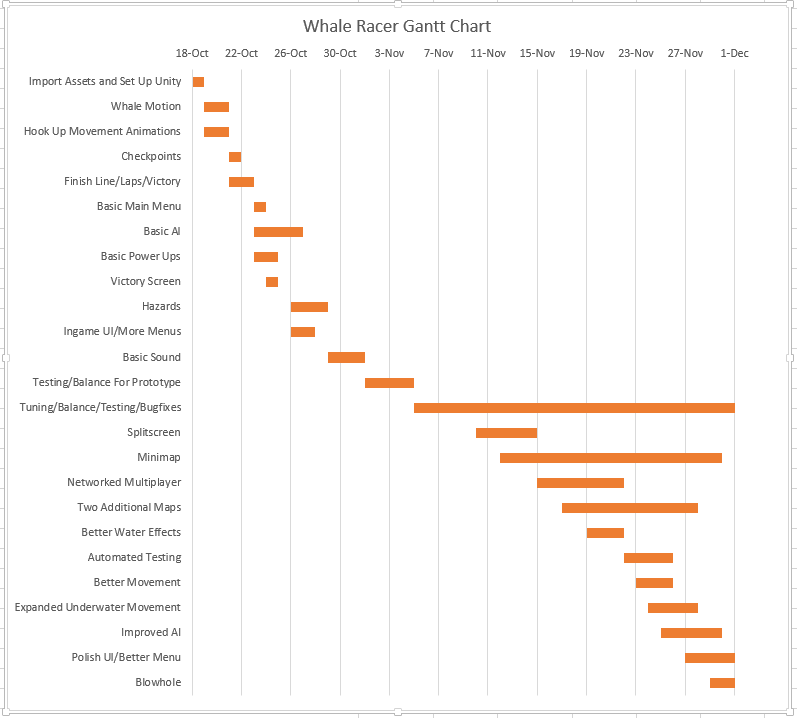 Whale Racer Gantt Chart
18-Oct 22-Oct 26-Oct 30-Oct 3-Nov 7-Nov 11-Nov 15-Nov 19-Nov 23-Nov 27-Nov 1-Dec
Import Assets and Set Up Unity
Whale Motion
Hook Up Movement Animations
Checkpoints
Finish Line/Laps/Victory
Basic Main Menu
Basic AI
Basic Power Ups
Victory Screen
Hazards
Ingame UI/More Menus
Basic Sound
Testing/Balance For Prototype
Tuning/Balance/Testing/Bugfixes
Splitscreen
Minimap
Networked Multiplayer
Two Additional Maps
Better Water Effects
Automated Testing
Better Movement
Expanded Underwater Movement
Improved AI
Polish UI/Better Menu
Blowhole